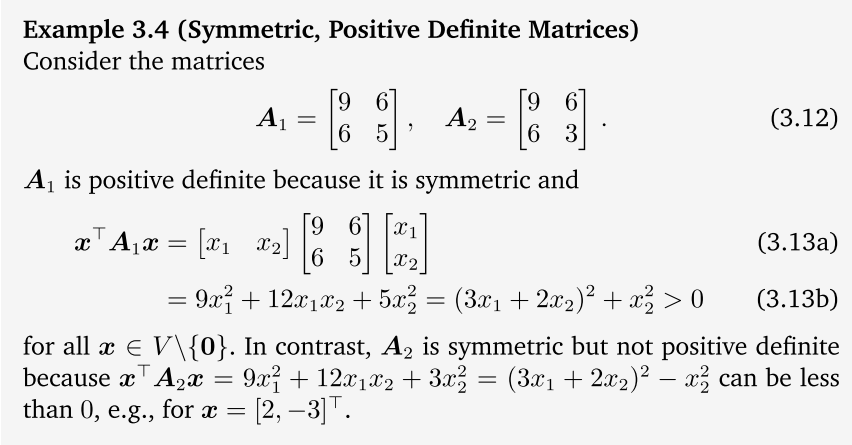 Example 3.4 (Symmetric, Positive Definite Matrices)
Consider the matrices
$\boldsymbol{A}_1 = \begin{bmatrix} 9 & 6 \\ 6 & 5 \end{bmatrix}, \quad \boldsymbol{A}_2 = \begin{bmatrix} 9 & 6 \\ 6 & 3 \end{bmatrix}.$ (3.12)
$\boldsymbol{A}_1$ is positive definite because it is symmetric and
$\boldsymbol{x}^\top \boldsymbol{A}_1 \boldsymbol{x} = \begin{bmatrix} x_1 & x_2 \end{bmatrix} \begin{bmatrix} 9 & 6 \\ 6 & 5 \end{bmatrix} \begin{bmatrix} x_1 \\ x_2 \end{bmatrix}$ (3.13a)
$= 9x_1^2 + 12x_1x_2 + 5x_2^2 = (3x_1 + 2x_2)^2 + x_2^2 > 0$ (3.13b)
for all $\boldsymbol{x} \in V \backslash \{\boldsymbol{0}\}$. In contrast, $\boldsymbol{A}_2$ is symmetric but not positive definite
because $\boldsymbol{x}^\top \boldsymbol{A}_2 \boldsymbol{x} = 9x_1^2 + 12x_1x_2 + 3x_2^2 = (3x_1 + 2x_2)^2 - x_2^2$ can be less
than $0$, e.g., for $\boldsymbol{x} = [2, -3]^\top$.